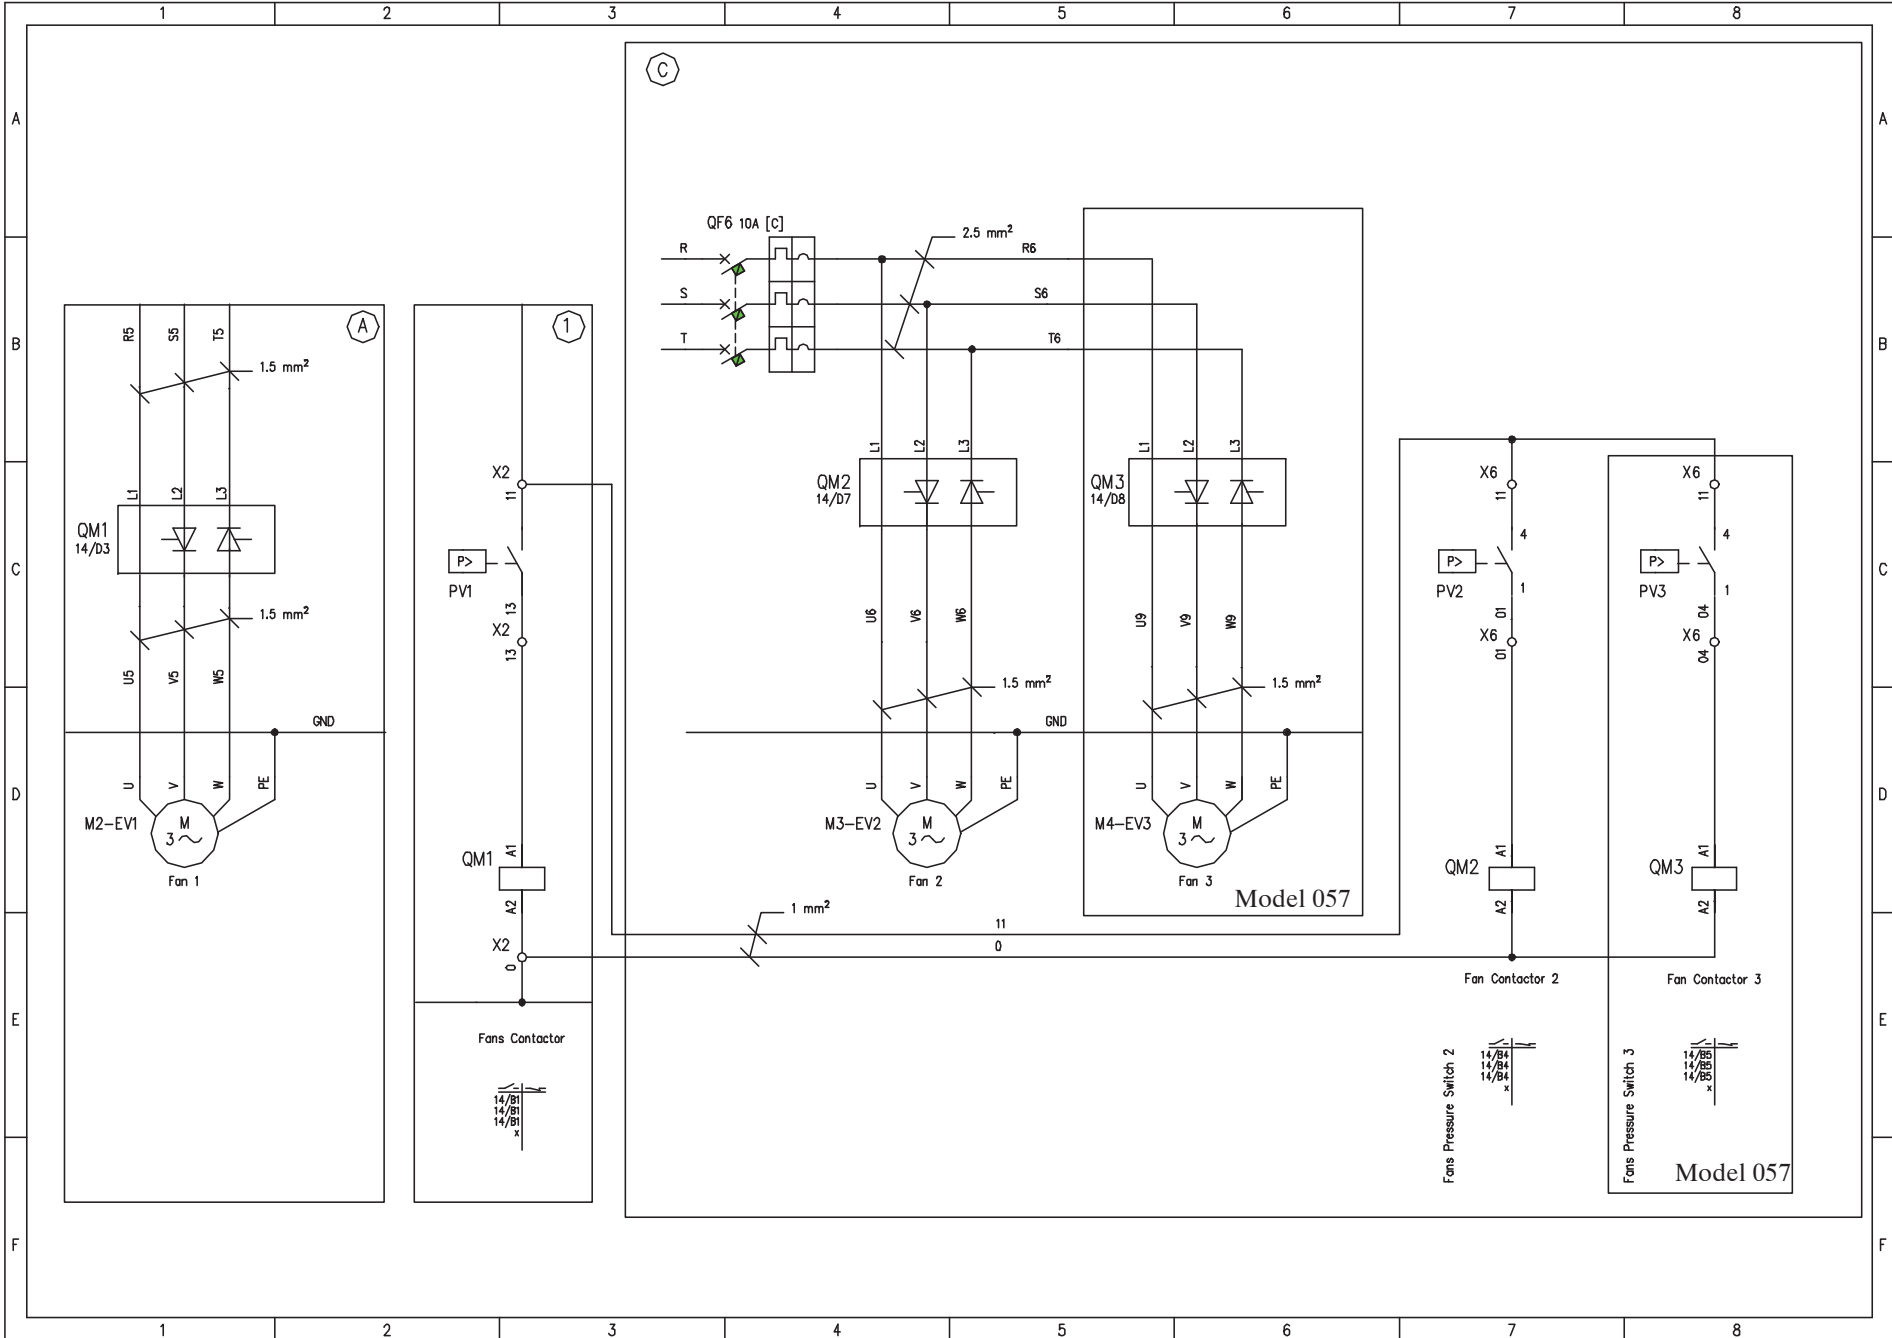 1 2 3 4 5 6 7 8
A A
B B
C C
D D
E E
F F
A
R5 S5 T5
1.5 mm²
L1 L2 L3
QM1
14/D3
1.5 mm²
U5 V5 W5
GND
U V W PE
M2-EV1
M
3
Fan 1
1
X2
11
P>
PV1
13
X2
13
QM1
A1
A2
X2
0
Fans Contactor
14/B1
14/B1
14/B1
x
C
QF6 10A [C]
R
S
T
2.5 mm²
R6
S6
T6
L1 L2 L3
QM2
14/D7
U6 V6 W6
1.5 mm²
GND
U V W PE
M3-EV2
M
3
Fan 2
L1 L2 L3
QM3
14/D8
U9 V9 W9
1.5 mm²
U V W PE
M4-EV3
M
3
Fan 3
Model 057
1 mm²
11
0
X6
11
4
P>
PV2
1
01
X6
01
QM2
A1
A2
Fan Contactor 2
Fans Pressure Switch 2
14/B4
14/B4
14/B4
x
X6
11
4
P>
PV3
1
04
X6
04
QM3
A1
A2
Fan Contactor 3
Fans Pressure Switch 3
14/B5
14/B5
14/B5
x
Model 057
1 2 3 4 5 6 7 8